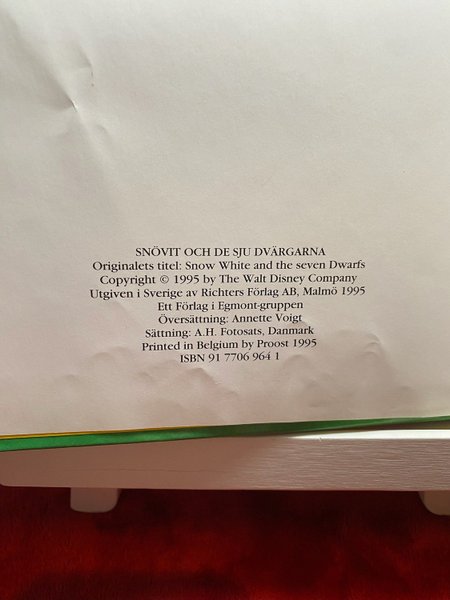 SNÖVIT OCH DE SJU DVÄRGARNA
Originalets titel: Snow White and the seven Dwarfs
Copyright © 1995 by The Walt Disney Company
Utgiven i Sverige av Richters Förlag AB, Malmö 1995
Ett Förlag i Egmont-gruppen
Översättning: Annette Voigt
Sättning: A.H. Fotosats, Danmark
Printed in Belgium by Proost 1995
ISBN 91 7706 964 1